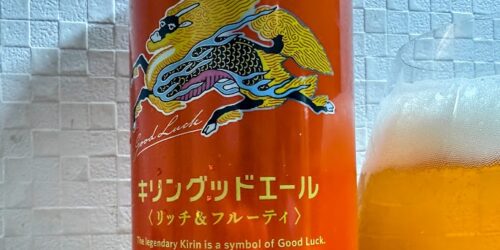 Good Luck
キリングッドエール
〈リッチ&フルーティ〉
The legendary Kirin is a symbol of Good Luck.